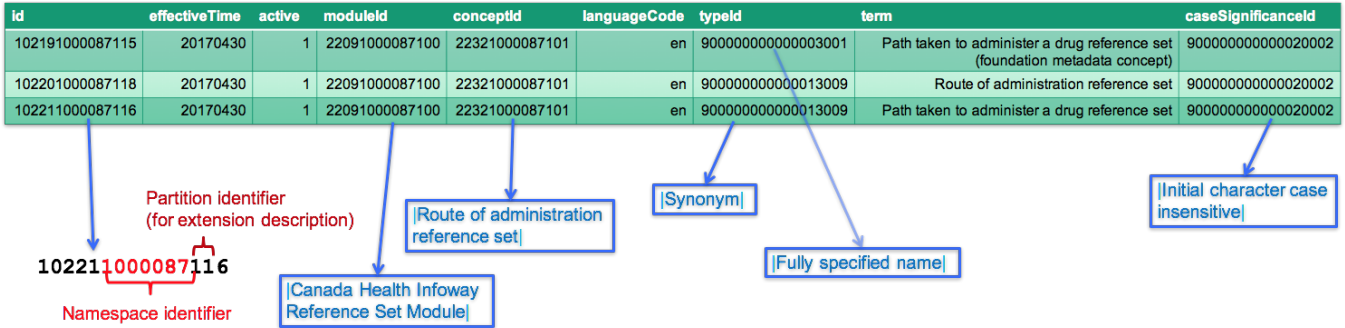 id effectiveTime active moduleId conceptId languageCode typeId term caseSignificanceId
102191000087115 20170430 1 22091000087100 22321000087101 en 900000000000003001 Path taken to administer a drug reference set (foundation metadata concept) 900000000000020002
102201000087118 20170430 1 22091000087100 22321000087101 en 900000000000013009 Route of administration reference set 900000000000020002
102211000087116 20170430 1 22091000087100 22321000087101 en 900000000000013009 Path taken to administer a drug reference set 900000000000020002
Partition identifier
(for extension description)
102211000087116
Namespace identifier
|Canada Health Infoway
Reference Set Module|
|Route of administration
reference set|
|Synonym|
|Fully specified name|
|Initial character case
insensitive|